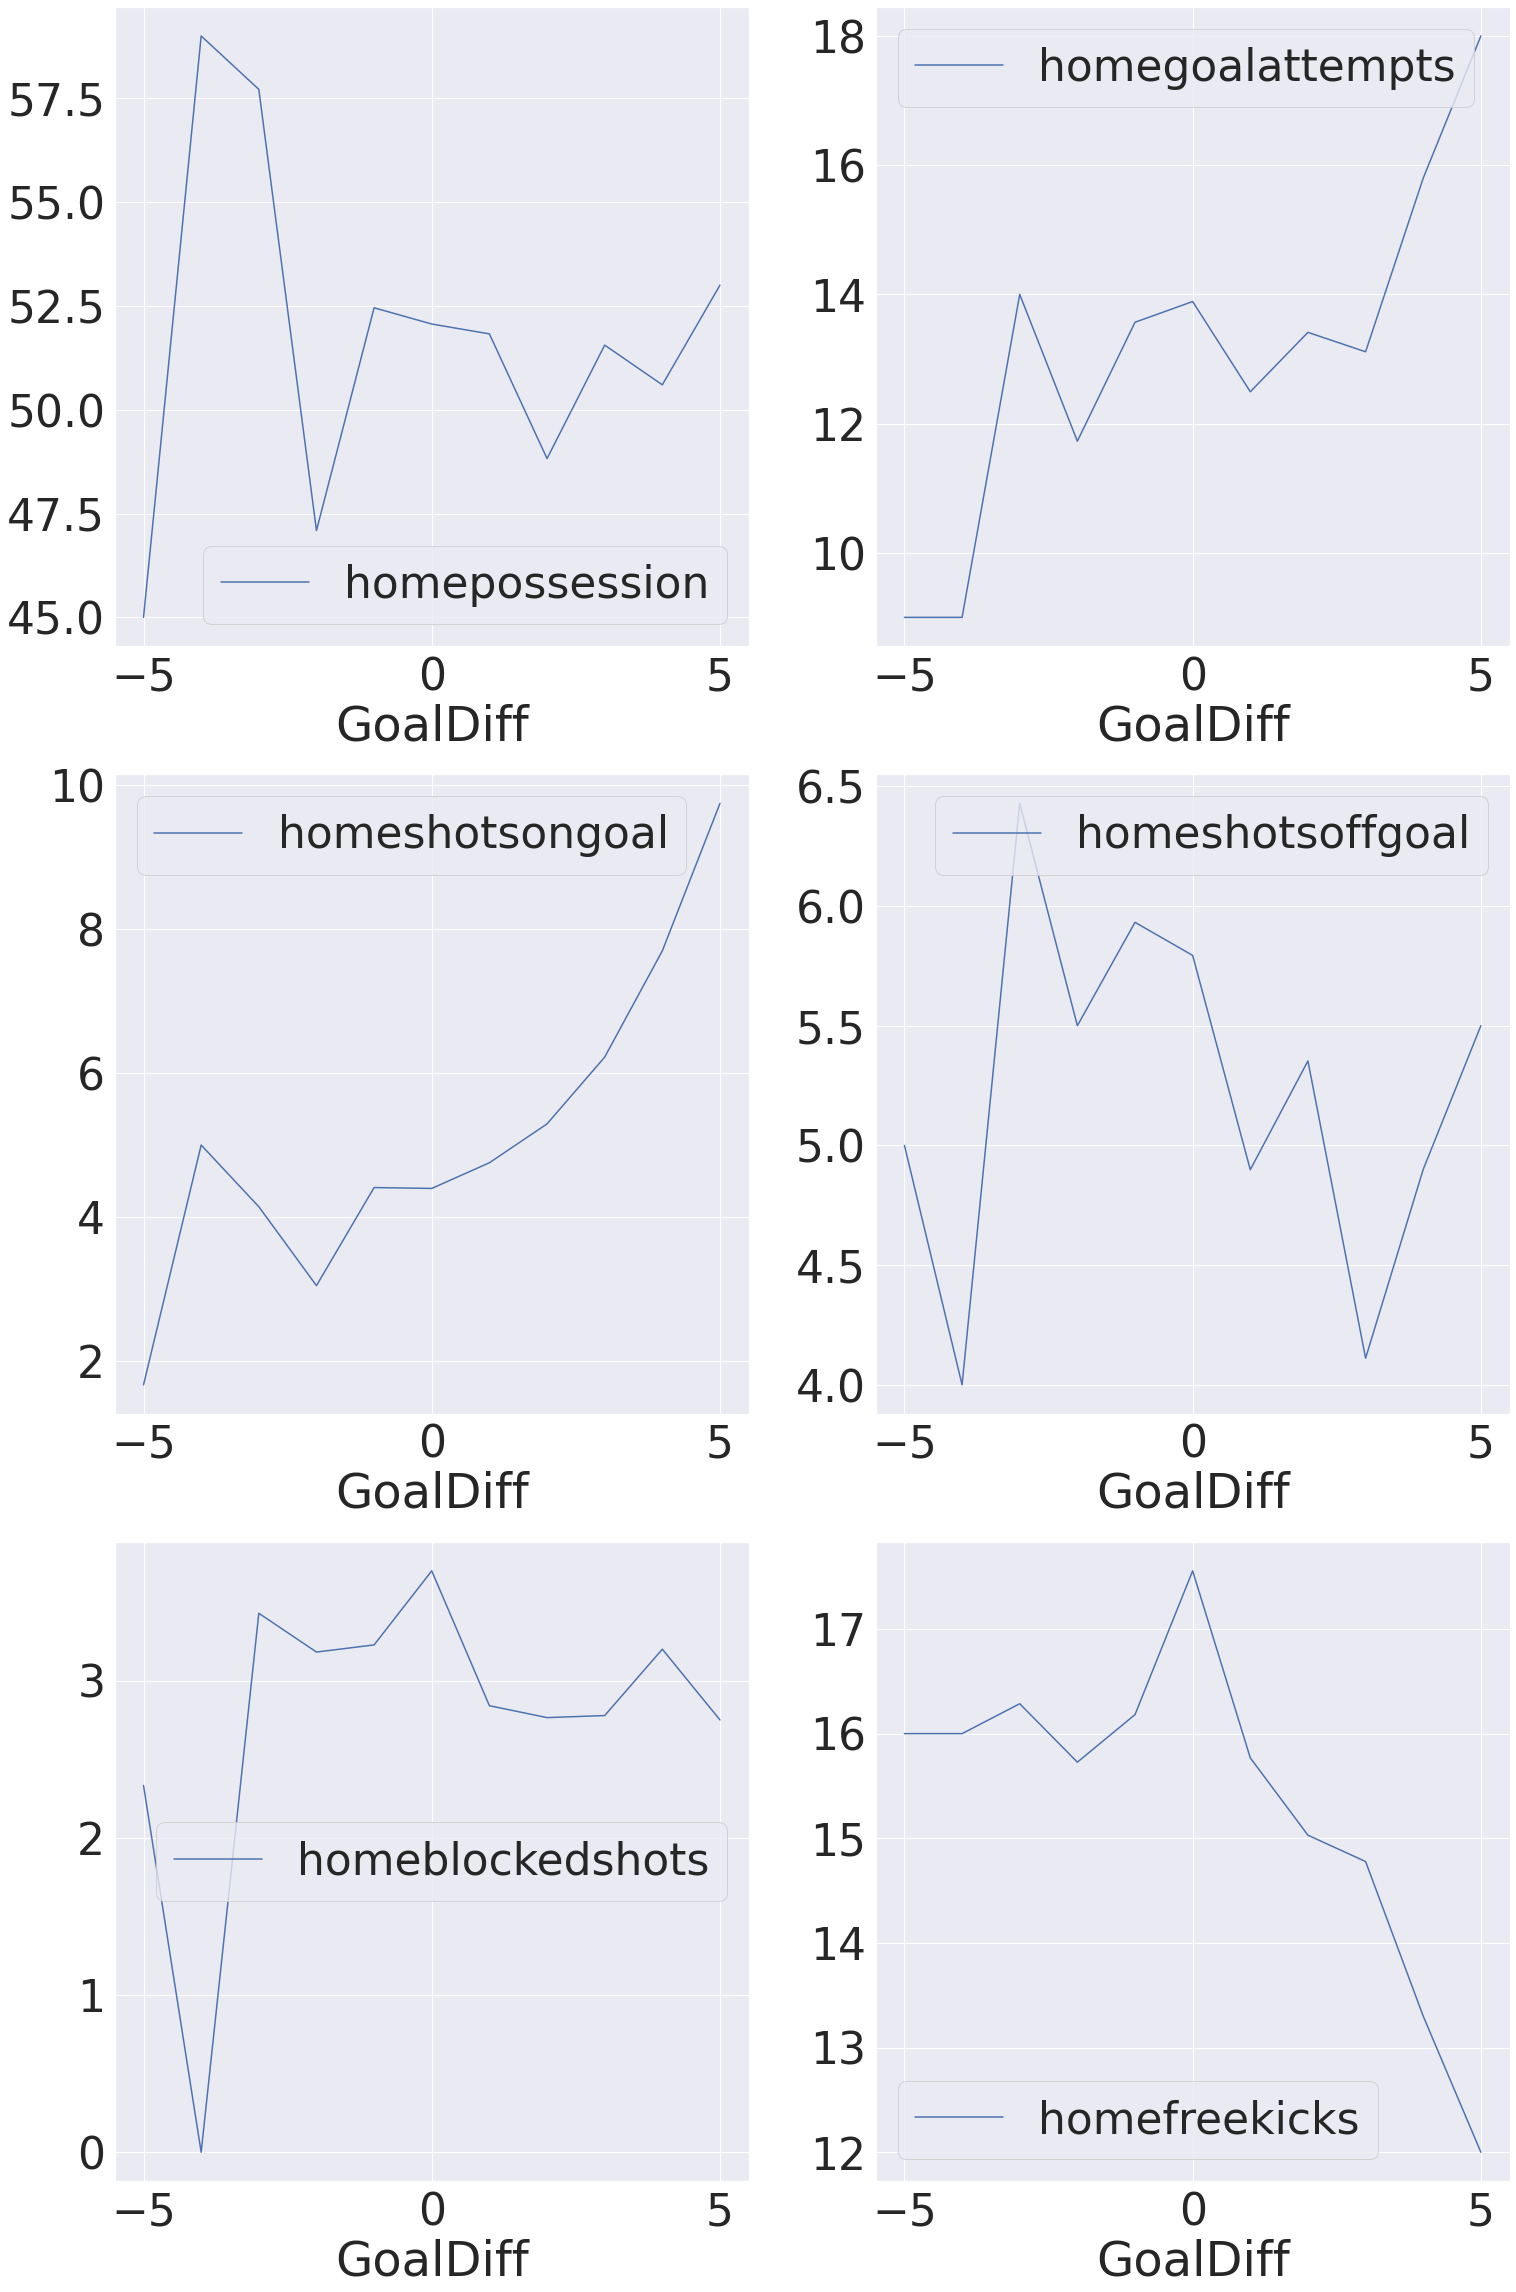 57.5
55.0
52.5
50.0
47.5
45.0
homepossession
−5 0 5
GoalDiff
18
16
14
12
10
homegoalattempts
−5 0 5
GoalDiff
10
8
6
4
2
homeshotsongoal
−5 0 5
GoalDiff
6.5
6.0
5.5
5.0
4.5
4.0
homeshotsoffgoal
−5 0 5
GoalDiff
3
2
1
0
homeblockedshots
−5 0 5
GoalDiff
17
16
15
14
13
12
homefreekicks
−5 0 5
GoalDiff